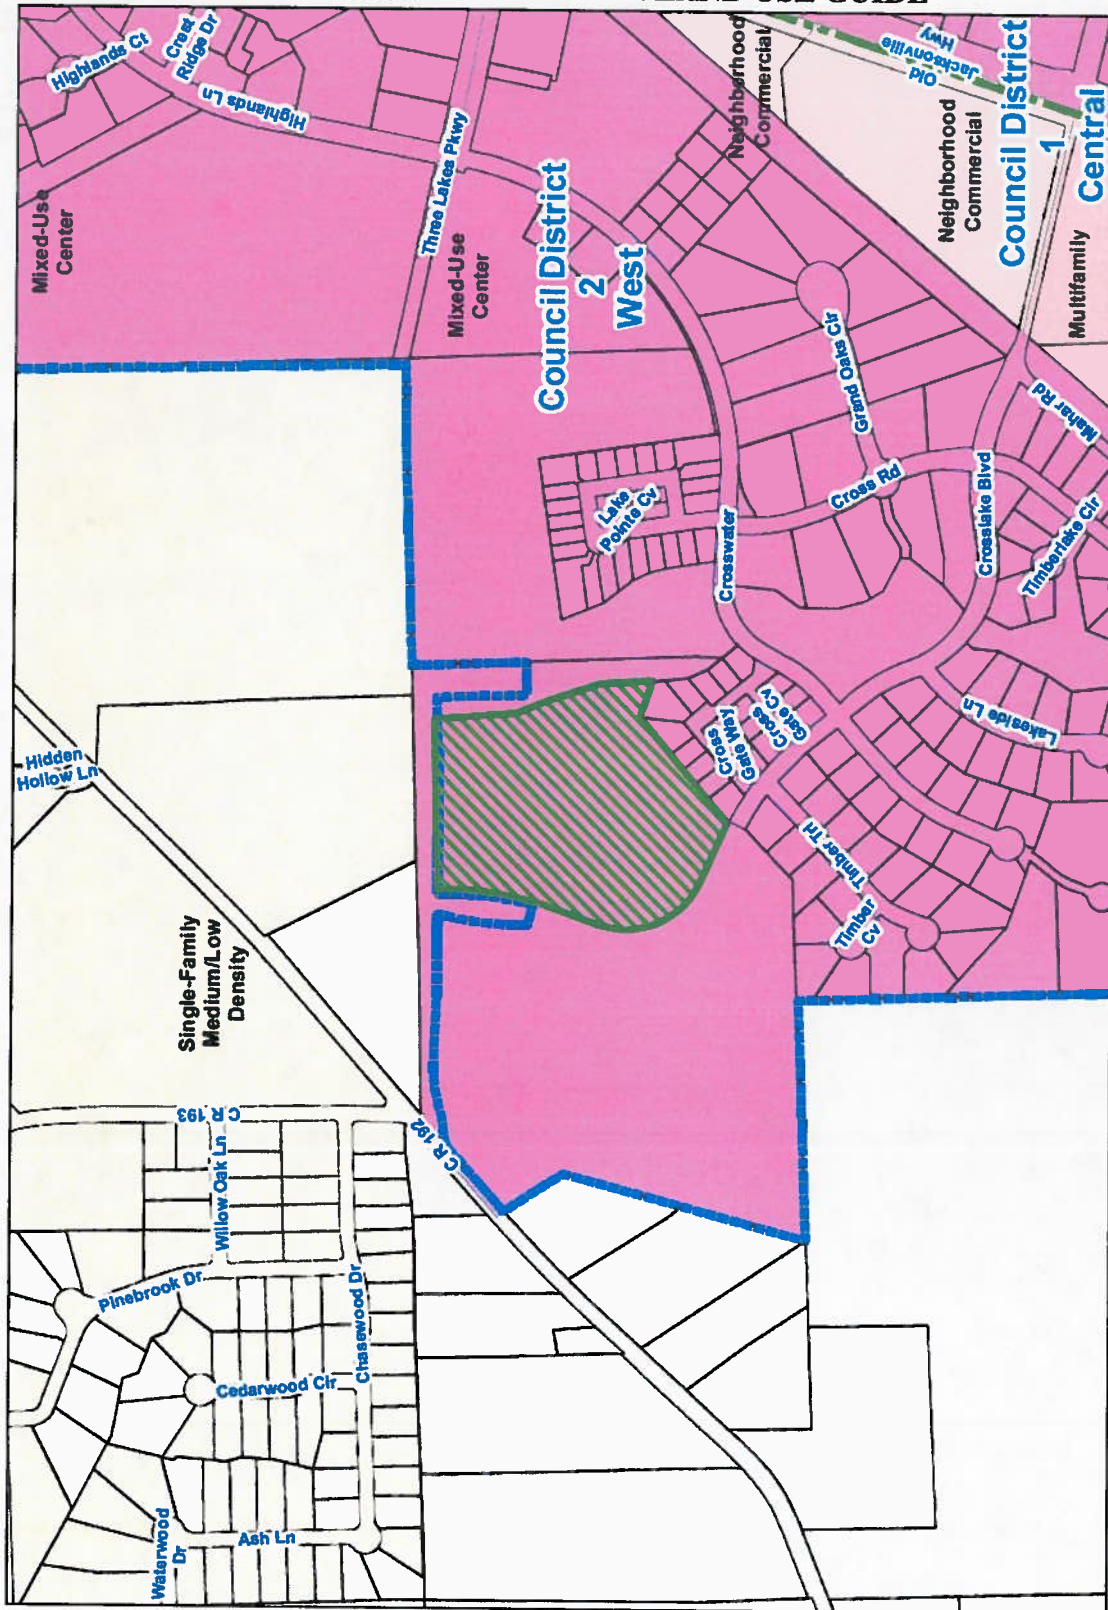 USE GUIDE
Highlands Ct
Crest
Ridge Dr
Highlands Ln
Mixed-Use
Center
Three Lakes Pkwy
Mixed-Use
Center
Council District
2
West
Neighborhood
Commercial
Old
Jacksonville
Hwy
Neighborhood
Commercial
Council District
1
Central
Multifamily
Grand Oaks Cir
Mahar Rd
Cross Rd
Crosslake Blvd
Timberlake Cir
Lake
Pointe Cv
Crosswater
Cross
Gate Way
Cross
Gate Cv
Lakeside Ln
Timber Trl
Timber
Cv
Hidden
Hollow Ln
Single-Family
Medium/Low
Density
C R 193
C R 192
Willow Oak Ln
Pinebrook Dr
Chasewood Dr
Cedarwood Cir
Ash Ln
Waterwood
Dr